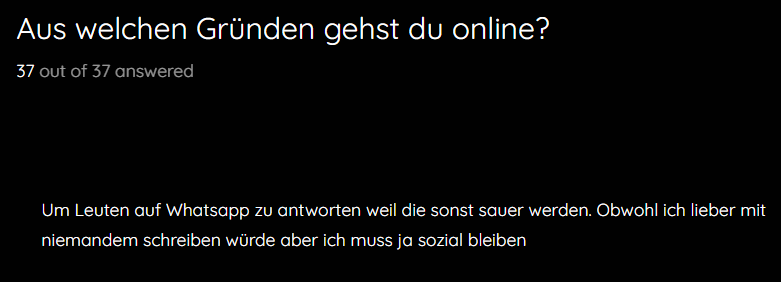 Aus welchen Gründen gehst du online?
37 out of 37 answered
Um Leuten auf Whatsapp zu antworten weil die sonst sauer werden. Obwohl ich lieber mit
niemandem schreiben würde aber ich muss ja sozial bleiben